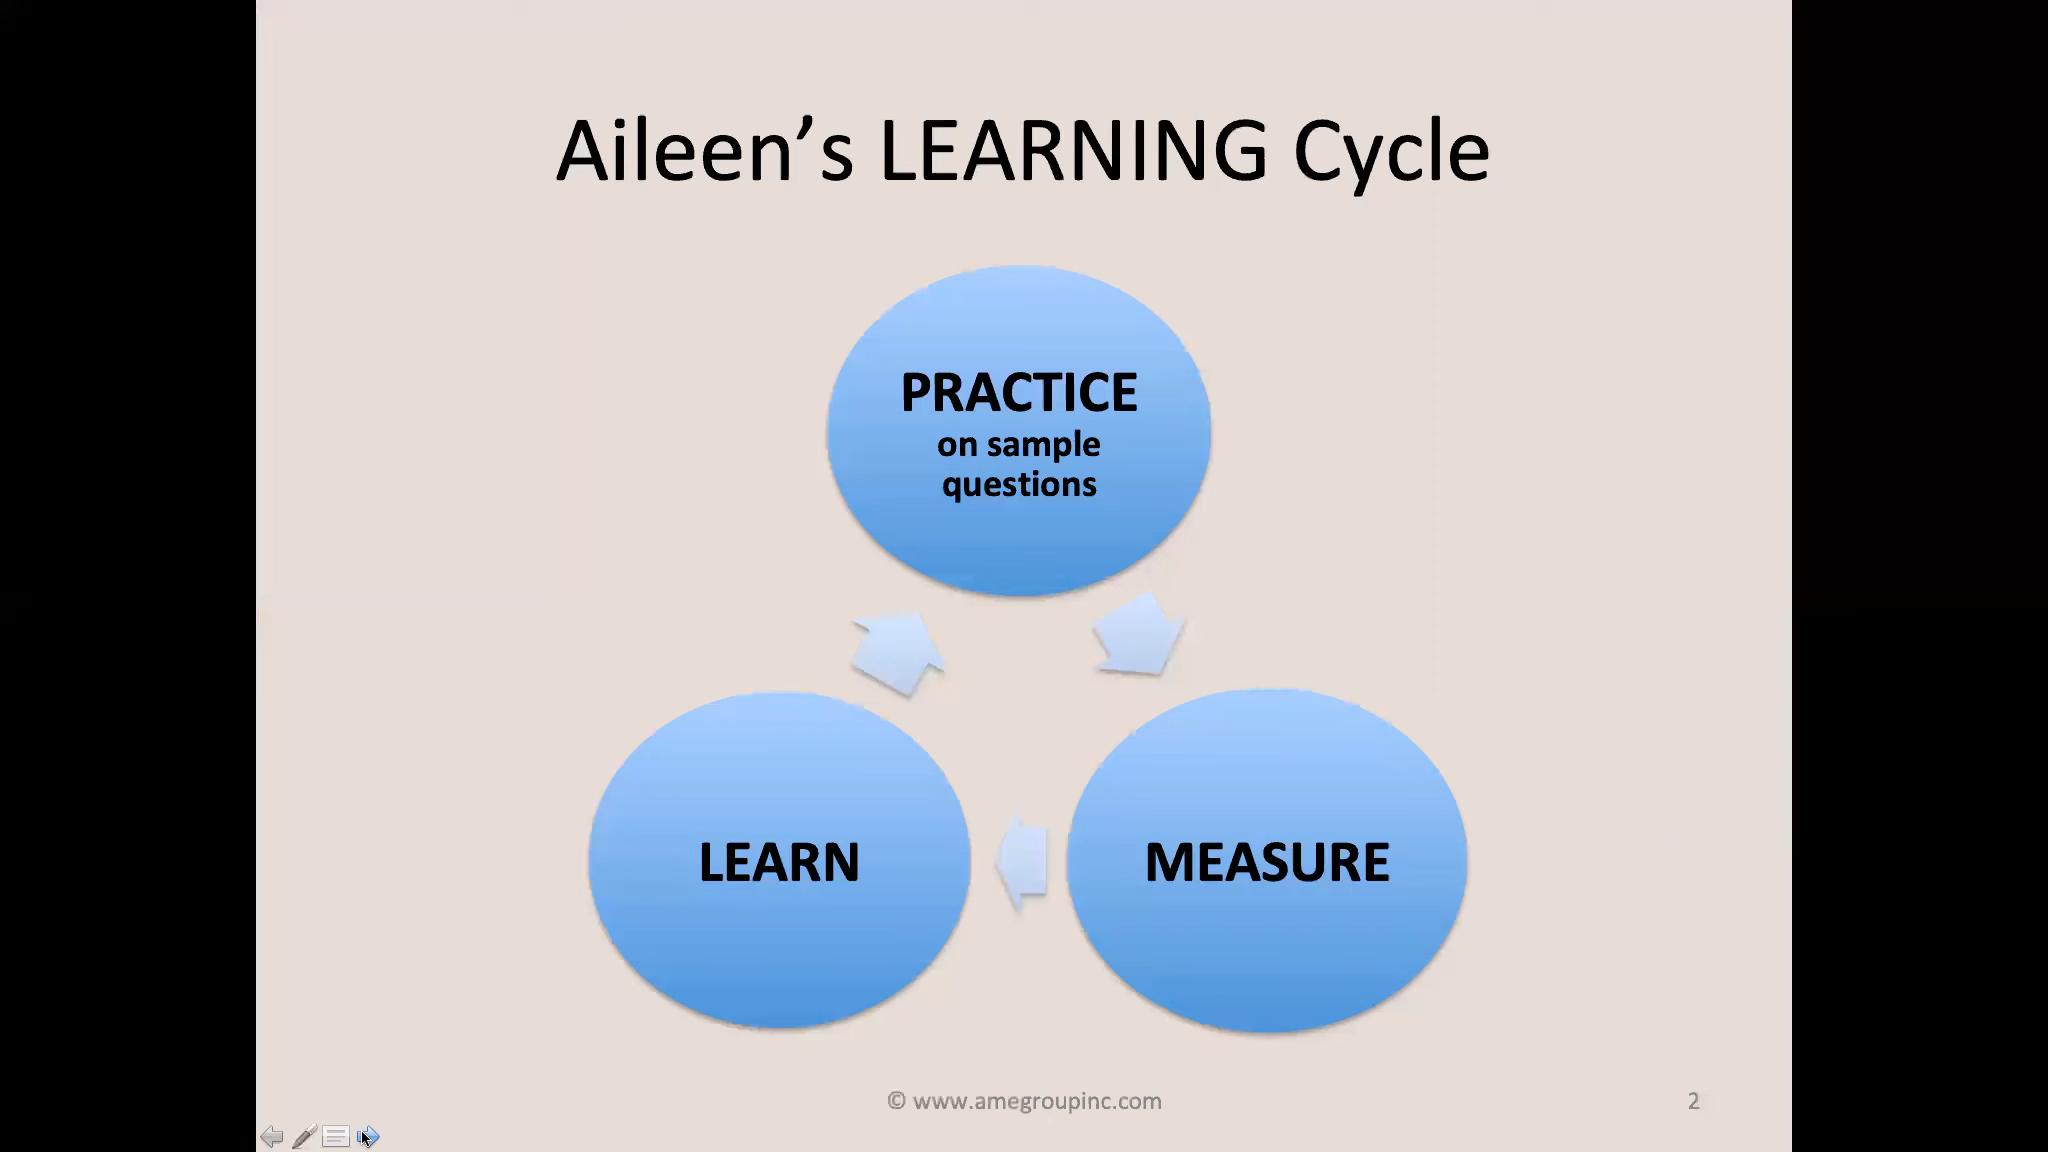 Aileen’s LEARNING Cycle
PRACTICE
on sample
questions
LEARN
MEASURE
© www.amegroupinc.com
2